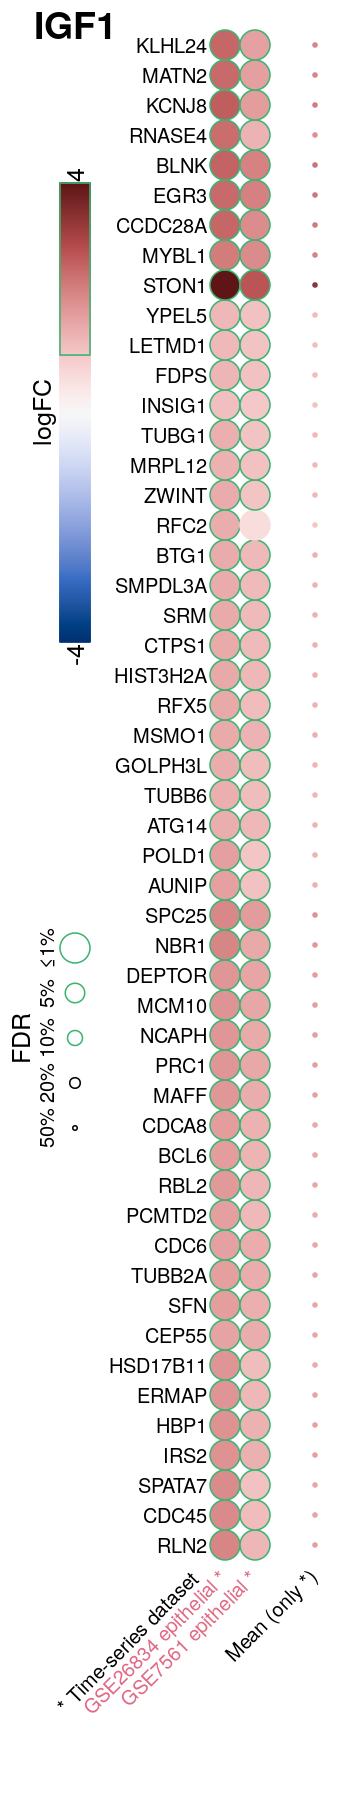 IGF1
KLHL24
MATN2
KCNJ8
RNASE4
BLNK
EGR3
CCDC28A
MYBL1
STON1
YPEL5
LETMD1
FDPS
INSIG1
TUBG1
MRPL12
ZWINT
RFC2
BTG1
SMPDL3A
SRM
CTPS1
HIST3H2A
RFX5
MSMO1
GOLPH3L
TUBB6
ATG14
POLD1
AUNIP
SPC25
NBR1
DEPTOR
MCM10
NCAPH
PRC1
MAFF
CDCA8
BCL6
RBL2
PCMTD2
CDC6
TUBB2A
SFN
CEP55
HSD17B11
ERMAP
HBP1
IRS2
SPATA7
CDC45
RLN2
4
logFC
-4
FDR
50% 20% 10% 5% ≤1%
* Time-series dataset
GSE26834 epithelial *
GSE7561 epithelial *
Mean (only *)